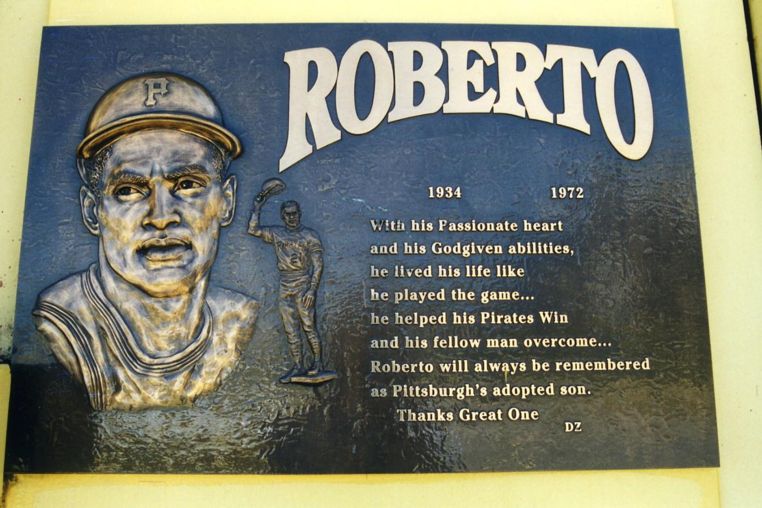 P
ROBERTO
1934 1972
With his Passionate heart
and his Godgiven abilities,
he lived his life like
he played the game...
he helped his Pirates Win
and his fellow man overcome...
Roberto will always be remembered
as Pittsburgh's adopted son.
Thanks Great One
DZ